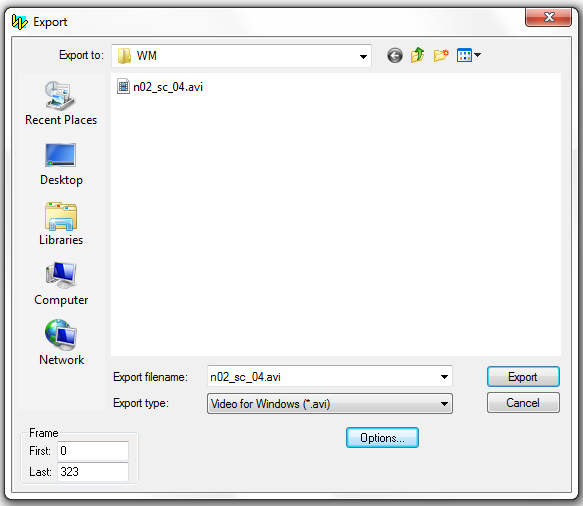 Export
Export to: WM
n02_sc_04.avi
Recent Places
Desktop
Libraries
Computer
Network
Export filename: n02_sc_04.avi Export
Export type: Video for Windows (*.avi) Cancel
Options...
Frame
First: 0
Last: 323